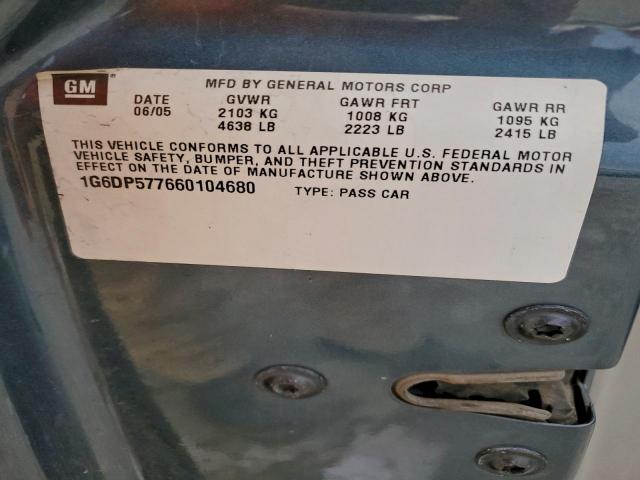 GM
MFD BY GENERAL MOTORS CORP
DATE GVWR GAWR FRT GAWR RR
06/05 2103 KG 1008 KG 1095 KG
4638 LB 2223 LB 2415 LB
THIS VEHICLE CONFORMS TO ALL APPLICABLE U.S. FEDERAL MOTOR
VEHICLE SAFETY, BUMPER, AND THEFT PREVENTION STANDARDS IN
EFFECT ON THE DATE OF MANUFACTURE SHOWN ABOVE.
1G6DP577660104680 TYPE: PASS CAR